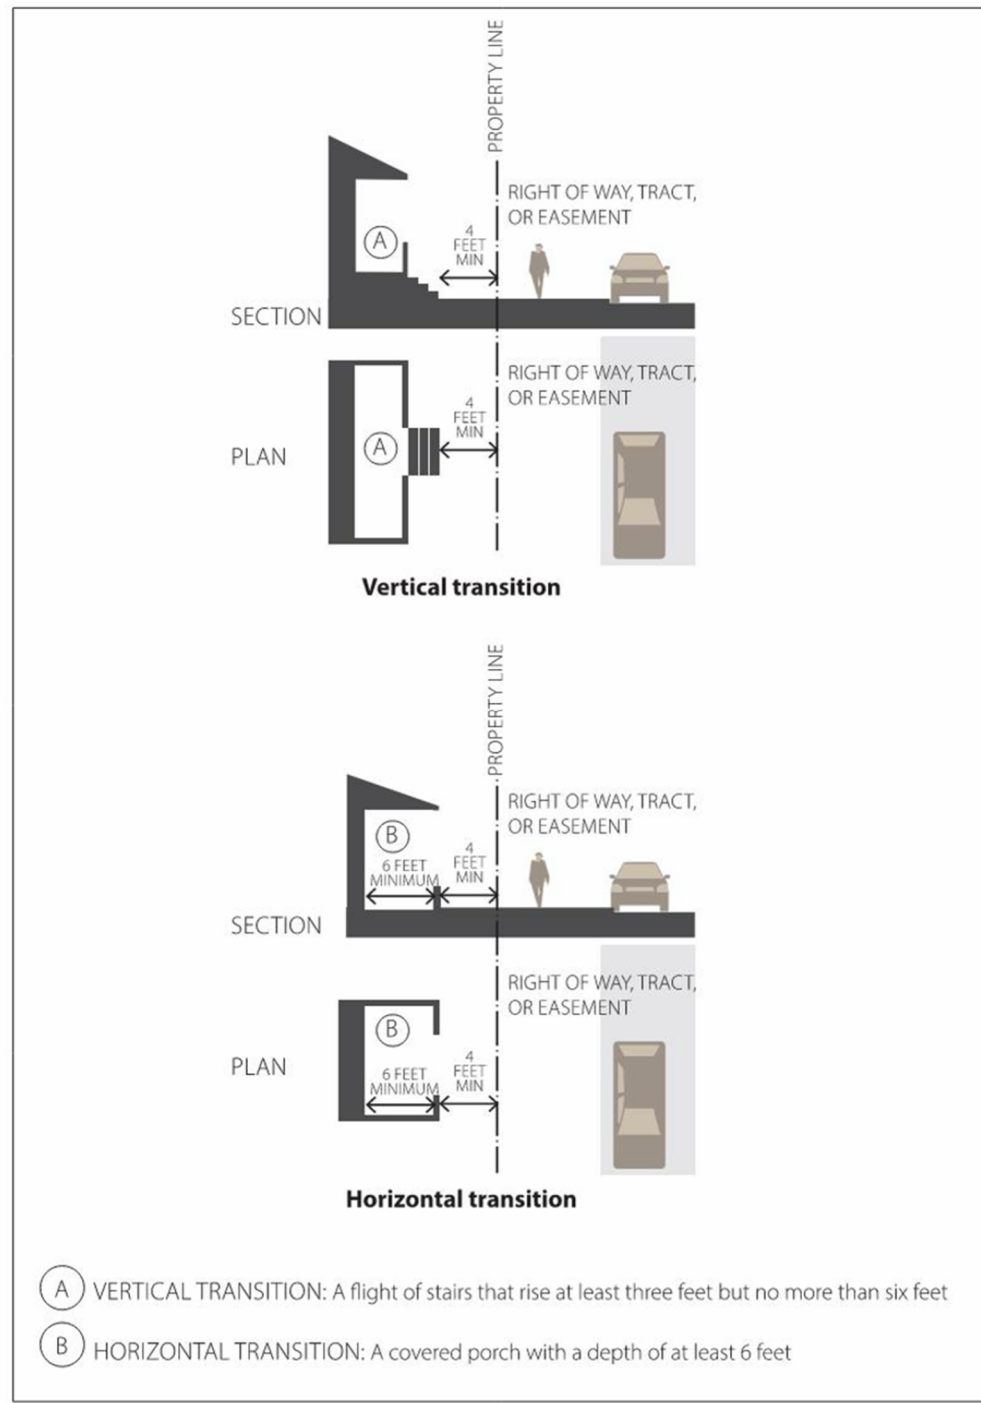 PROPERTY LINE
RIGHT OF WAY, TRACT,
OR EASEMENT
A
4
FEET
MIN
SECTION
RIGHT OF WAY, TRACT,
OR EASEMENT
4
FEET
MIN
A
PLAN
Vertical transition
PROPERTY LINE
RIGHT OF WAY, TRACT,
OR EASEMENT
B
4
FEET
MIN
6 FEET
MINIMUM
SECTION
RIGHT OF WAY, TRACT,
OR EASEMENT
B
4
FEET
MIN
6 FEET
MINIMUM
PLAN
Horizontal transition
A VERTICAL TRANSITION: A flight of stairs that rise at least three feet but no more than six feet
B HORIZONTAL TRANSITION: A covered porch with a depth of at least 6 feet